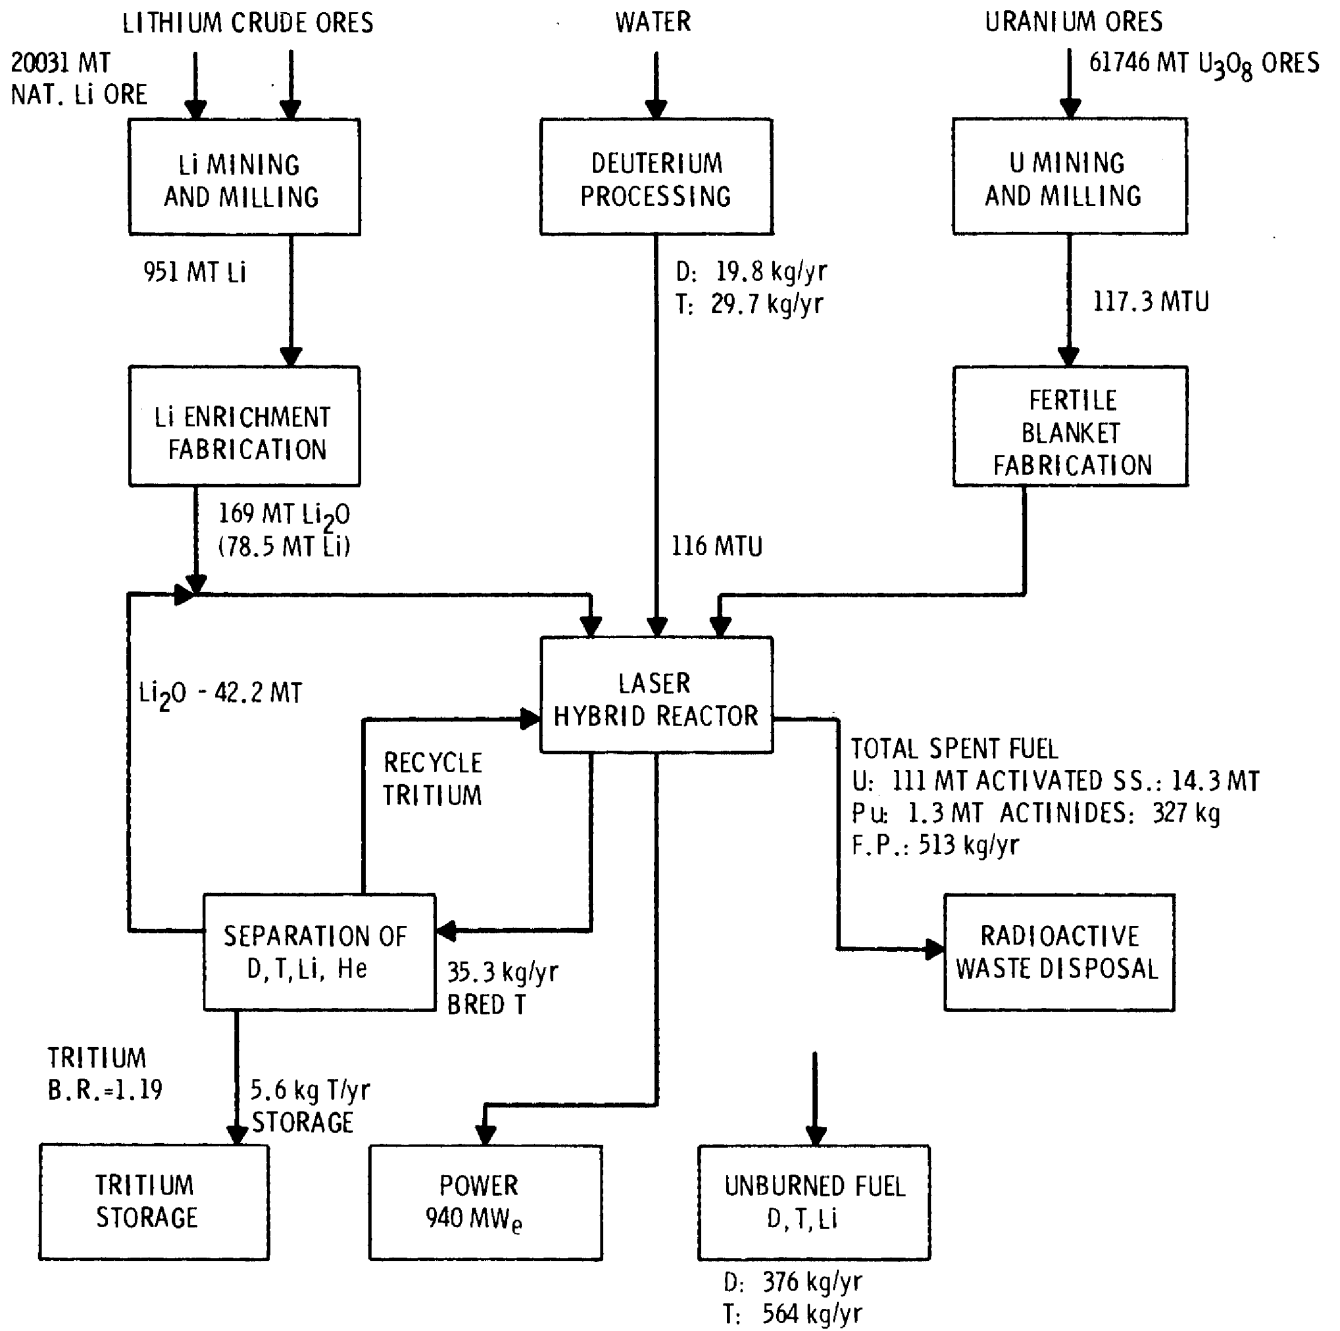 LITHIUM CRUDE ORES
WATER
URANIUM ORES
20031 MT
NAT. Li ORE
61746 MT U₃O₈ ORES
Li MINING
AND MILLING
DEUTERIUM
PROCESSING
U MINING
AND MILLING
951 MT Li
D: 19.8 kg/yr
T: 29.7 kg/yr
117.3 MTU
Li ENRICHMENT
FABRICATION
FERTILE
BLANKET
FABRICATION
169 MT Li₂O
(78.5 MT Li)
116 MTU
Li₂O - 42.2 MT
LASER
HYBRID REACTOR
RECYCLE
TRITIUM
TOTAL SPENT FUEL
U: 111 MT ACTIVATED SS.: 14.3 MT
Pu: 1.3 MT ACTINIDES: 327 kg
F.P.: 513 kg/yr
SEPARATION OF
D, T, Li, He
35.3 kg/yr
BRED T
RADIOACTIVE
WASTE DISPOSAL
TRITIUM
B.R.=1.19
5.6 kg T/yr
STORAGE
TRITIUM
STORAGE
POWER
940 MWₑ
UNBURNED FUEL
D, T, Li
D: 376 kg/yr
T: 564 kg/yr